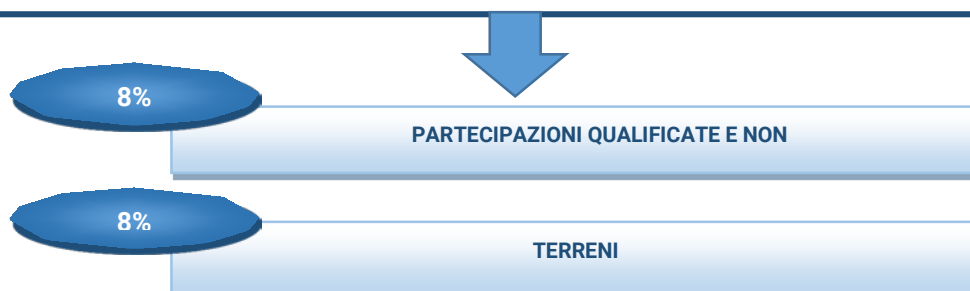 8%
PARTECIPAZIONI QUALIFICATE E NON
8%
TERRENI